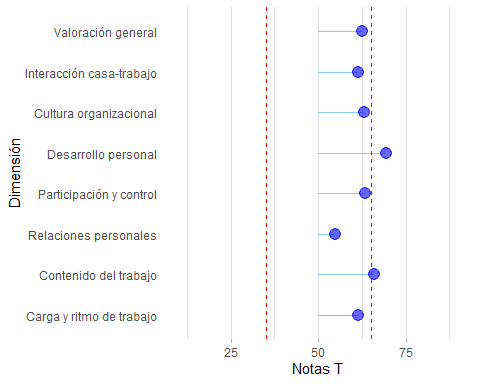 Valoración general
Interacción casa-trabajo
Cultura organizacional
Desarrollo personal
Participación y control
Relaciones personales
Contenido del trabajo
Carga y ritmo de trabajo
Dimensión
25 50 75
Notas T